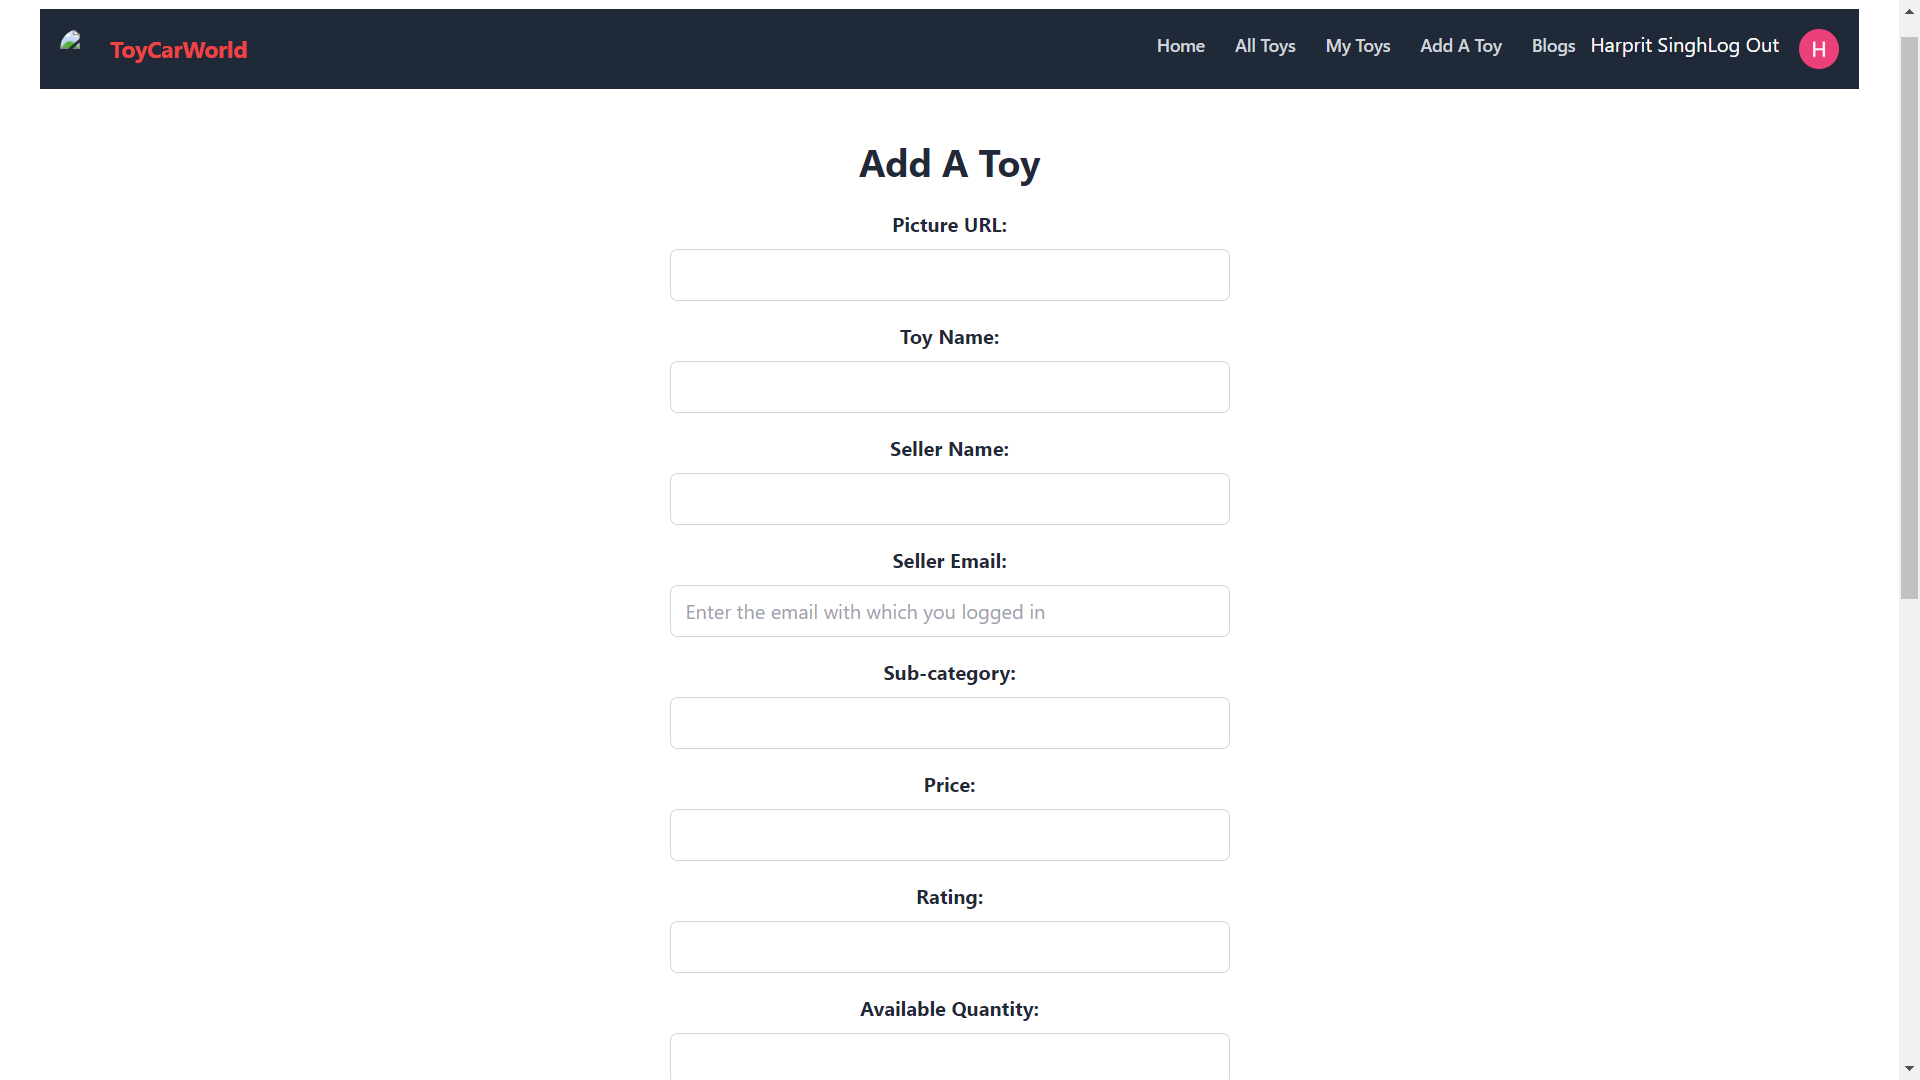 ToyCarWorld Home All Toys My Toys Add A Toy Blogs Harprit SinghLog Out H
Add A Toy
Picture URL:
Toy Name:
Seller Name:
Seller Email:
Enter the email with which you logged in
Sub-category:
Price:
Rating:
Available Quantity: